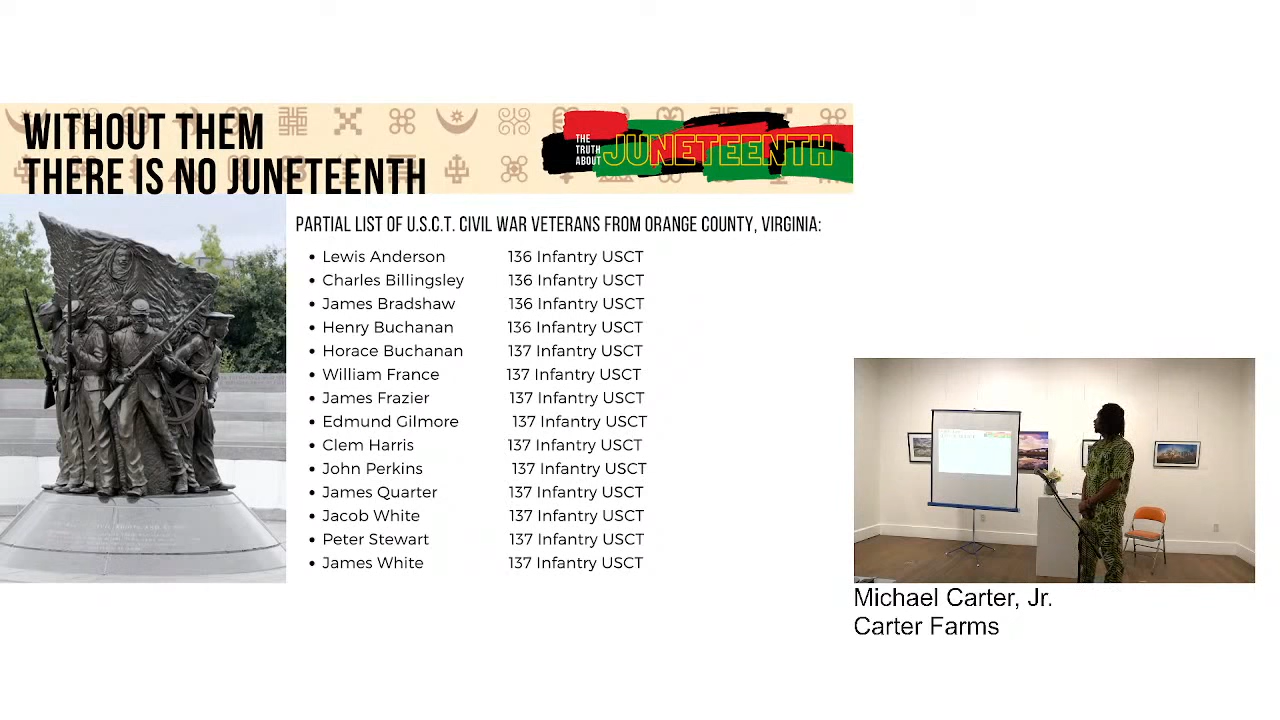 WITHOUT THEM
THERE IS NO JUNETEENTH
THE
TRUTH
ABOUT
JUNETEENTH
PARTIAL LIST OF U.S.C.T. CIVIL WAR VETERANS FROM ORANGE COUNTY, VIRGINIA:
• Lewis Anderson 136 Infantry USCT
• Charles Billingsley 136 Infantry USCT
• James Bradshaw 136 Infantry USCT
• Henry Buchanan 136 Infantry USCT
• Horace Buchanan 137 Infantry USCT
• William France 137 Infantry USCT
• James Frazier 137 Infantry USCT
• Edmund Gilmore 137 Infantry USCT
• Clem Harris 137 Infantry USCT
• John Perkins 137 Infantry USCT
• James Quarter 137 Infantry USCT
• Jacob White 137 Infantry USCT
• Peter Stewart 137 Infantry USCT
• James White 137 Infantry USCT
Michael Carter, Jr.
Carter Farms